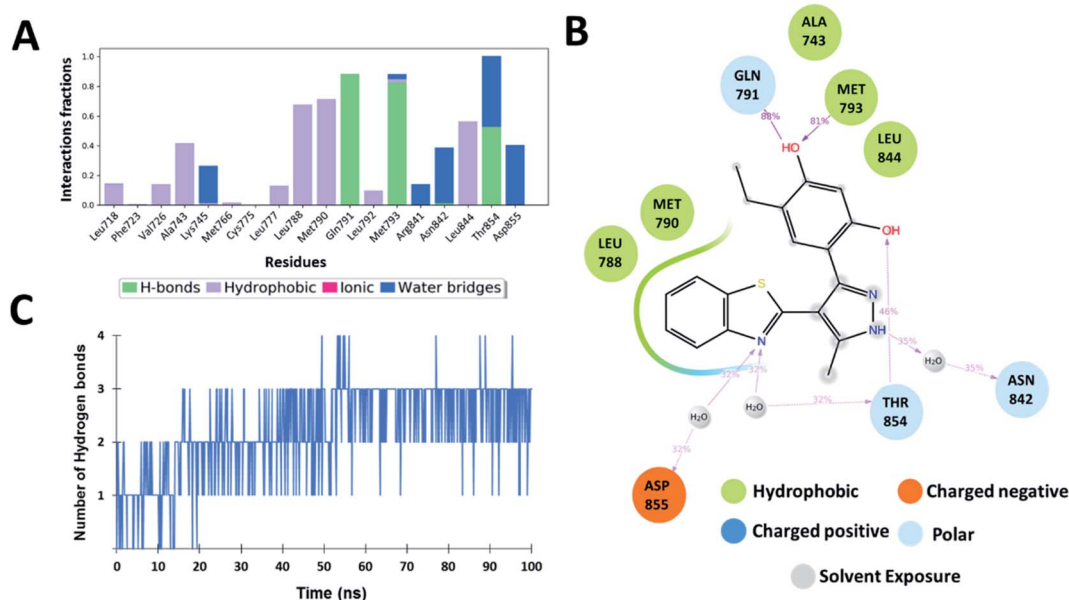 A
Interactions fractions
1.0
0.8
0.6
0.4
0.2
0.0
Leu718
Phe723
Val726
Ala743
Lys745
Met766
Cys775
Leu777
Leu788
Met790
Gln791
Leu792
Met793
Arg841
Asn842
Leu844
Thr854
Asp855
Residues
H-bonds Hydrophobic Ionic Water bridges
B
ALA
743
GLN
791
MET
793
88%
81%
HO
LEU
844
MET
790
LEU
788
OH
S
N
N
NH
46%
35%
H₂O
35%
ASN
842
32%
32%
H₂O
H₂O
32%
THR
854
32%
ASP
855
Hydrophobic
Charged negative
Charged positive
Polar
Solvent Exposure
C
Number of Hydrogen bonds
4
3
2
1
0 10 20 30 40 50 60 70 80 90 100
Time (ns)